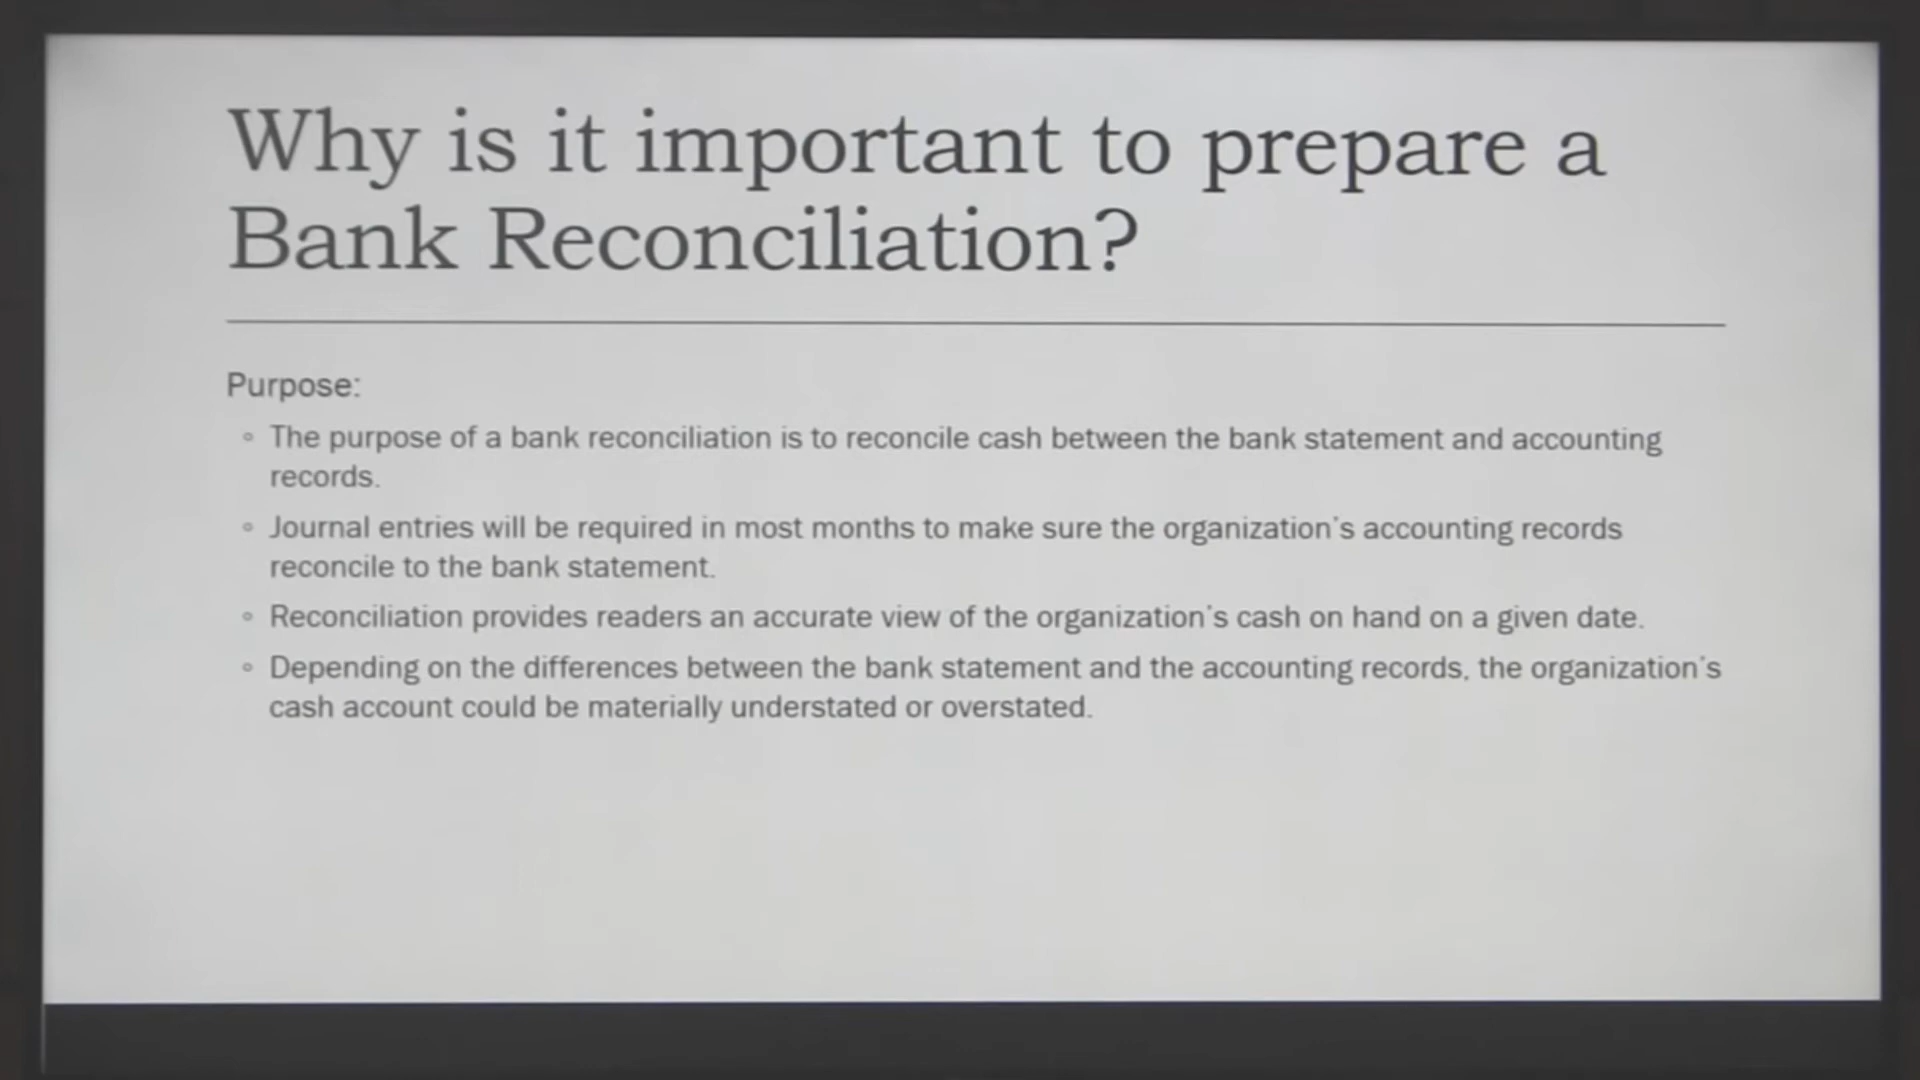 Why is it important to prepare a
Bank Reconciliation?
Purpose:
◦ The purpose of a bank reconciliation is to reconcile cash between the bank statement and accounting
records.
◦ Journal entries will be required in most months to make sure the organization's accounting records
reconcile to the bank statement.
◦ Reconciliation provides readers an accurate view of the organization's cash on hand on a given date.
◦ Depending on the differences between the bank statement and the accounting records, the organization's
cash account could be materially understated or overstated.